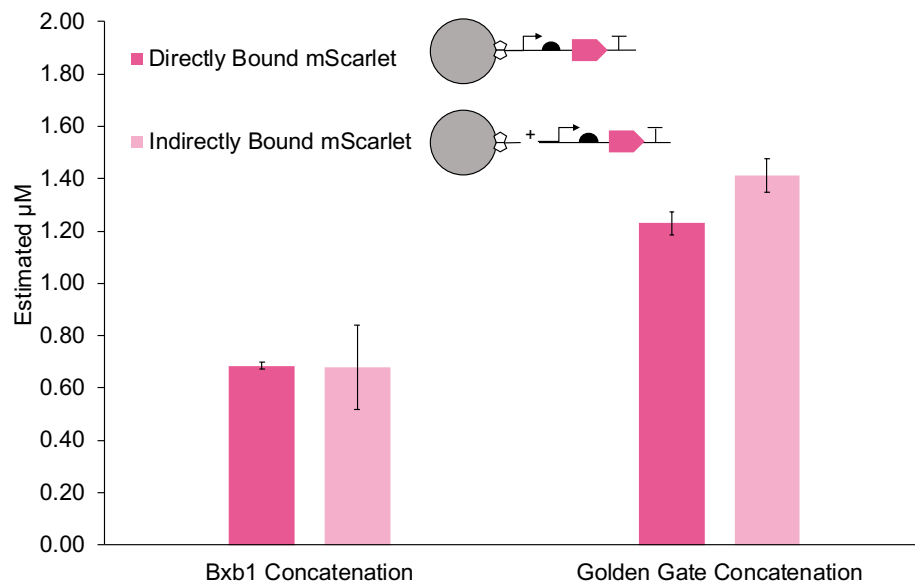 2.00
1.80
1.60
1.40
1.20
1.00
0.80
0.60
0.40
0.20
0.00
Estimated µM
Directly Bound mScarlet
Indirectly Bound mScarlet
+
Bxb1 Concatenation
Golden Gate Concatenation